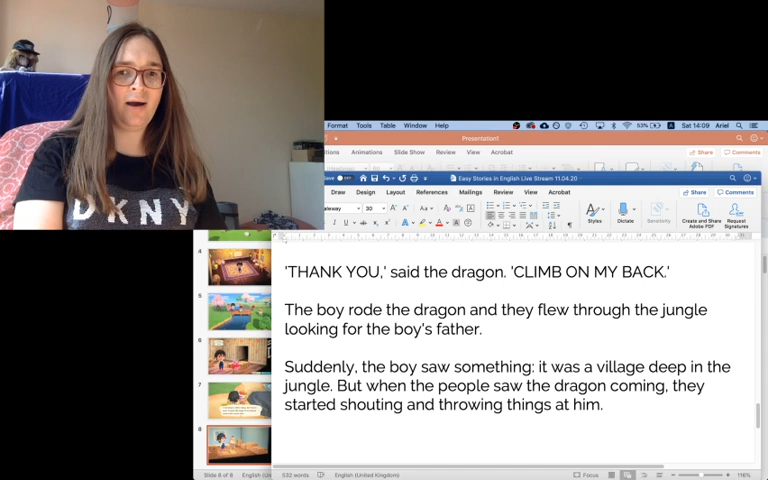 DKNY
Format Tools Table Window Help 53% Sat 14:09 Ariel
Presentation1
Animations Slide Show Review View Acrobat Share Comments
Easy Stories in English Live Stream 11.04.20
Draw Design Layout References Mailings Review View Acrobat Share Comments
30 Aa
Styles Dictate Sensitivity Create and Share Adobe PDF Request Signatures
4
5
6
7
8
'THANK YOU,' said the dragon. 'CLIMB ON MY BACK.'
The boy rode the dragon and they flew through the jungle
looking for the boy's father.
Suddenly, the boy saw something: it was a village deep in the
jungle. But when the people saw the dragon coming, they
started shouting and throwing things at him.
Slide 8 of 8 532 words English (United Kingdom) Focus 116%